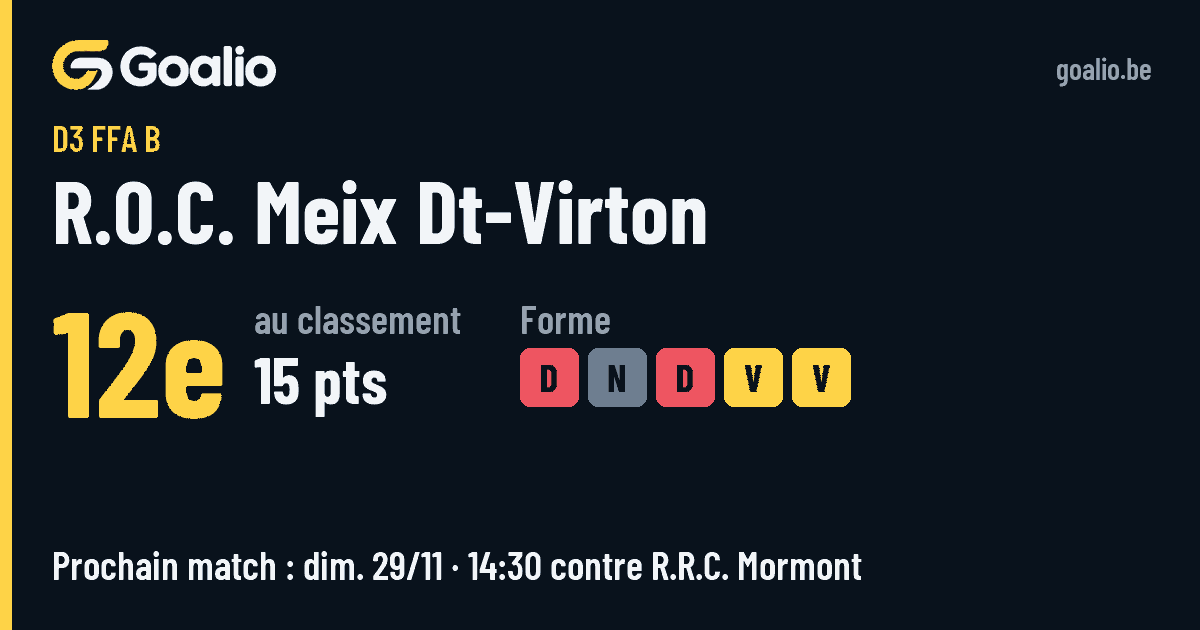 Goalio
goalio.be
D3 FFA B
R.O.C. Meix Dt-Virton
12e
au classement
15 pts
Forme
D N D V V
Prochain match : dim. 29/11 · 14:30 contre R.R.C. Mormont